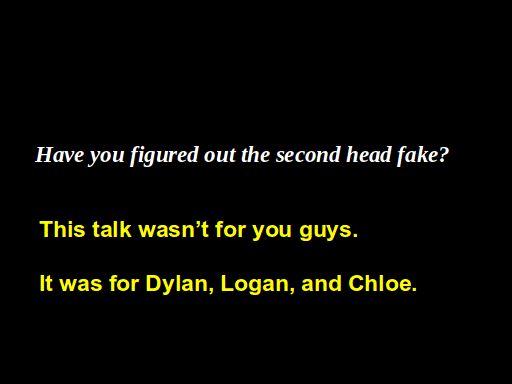 Have you figured out the second head fake?
This talk wasn’t for you guys.
It was for Dylan, Logan, and Chloe.